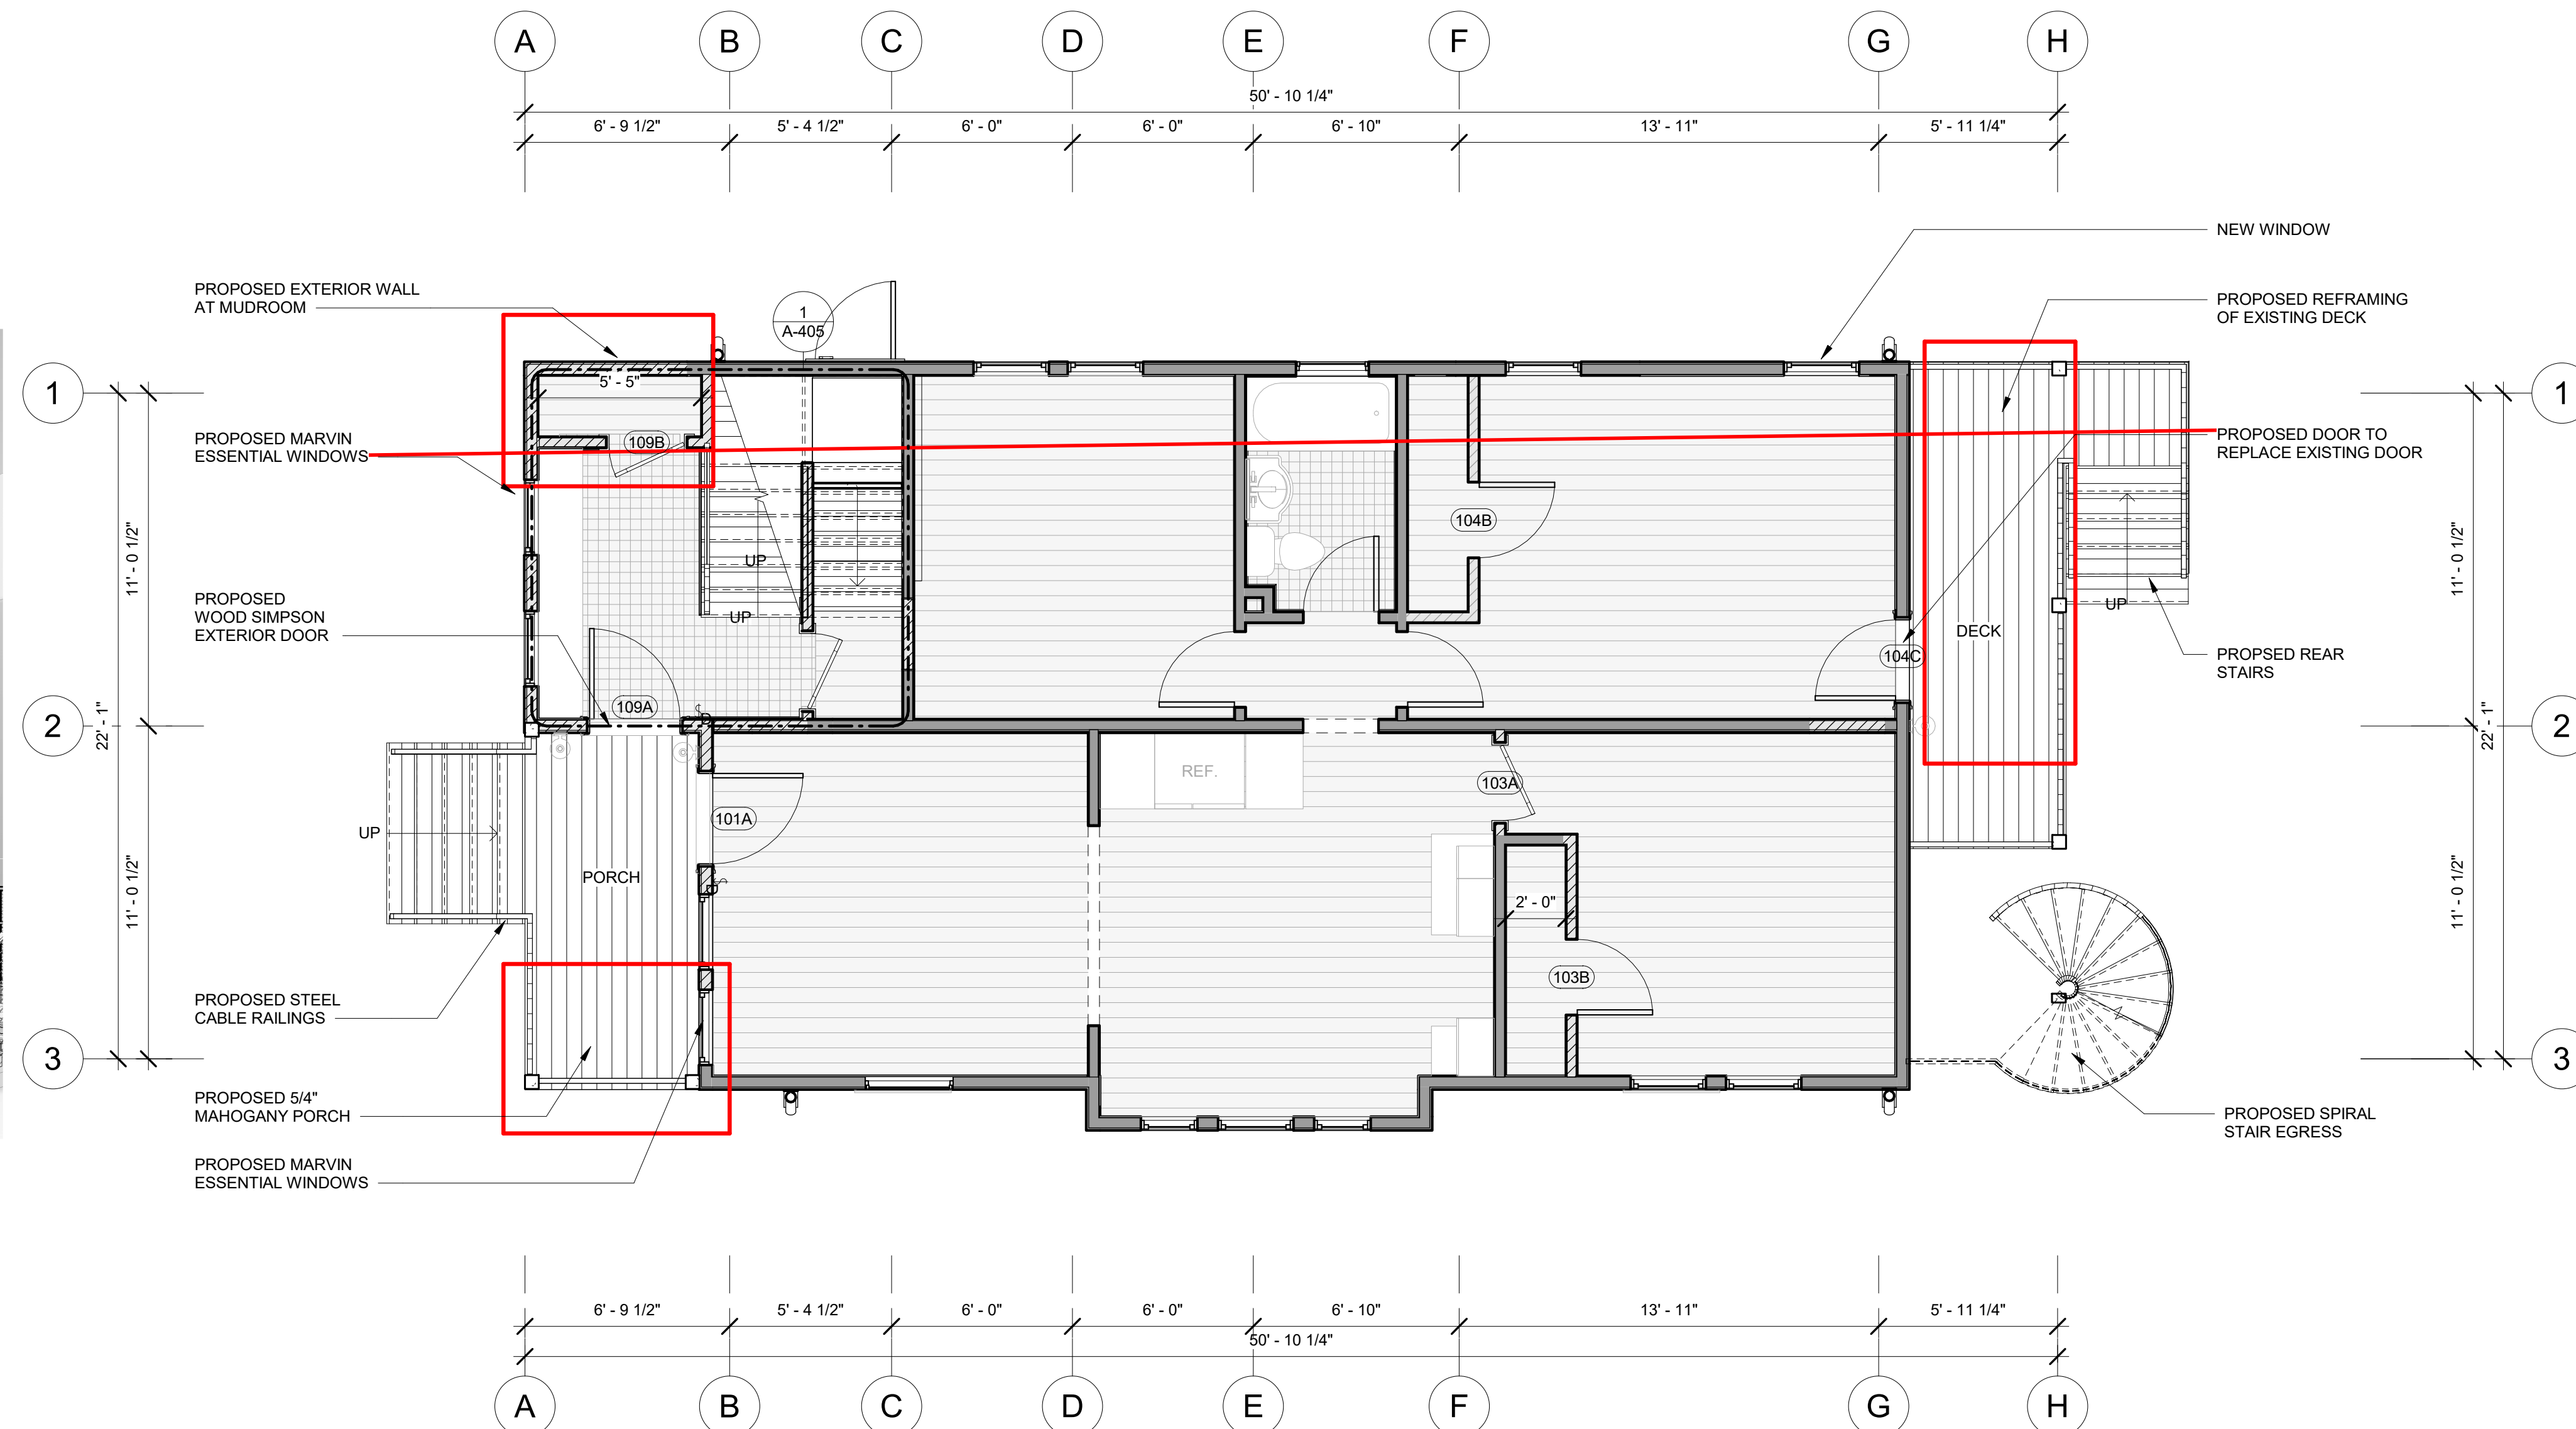 A B C D E F G H
50' - 10 1/4"
6' - 9 1/2" 5' - 4 1/2" 6' - 0" 6' - 0" 6' - 10" 13' - 11" 5' - 11 1/4"
NEW WINDOW
PROPOSED EXTERIOR WALL
AT MUDROOM
PROPOSED REFRAMING
OF EXISTING DECK
1
A-405
1
1
5' - 5"
PROPOSED MARVIN
ESSENTIAL WINDOWS
109B
PROPOSED DOOR TO
REPLACE EXISTING DOOR
104B
11' - 0 1/2"
11' - 0 1/2"
UP
UP
UP
PROPOSED
WOOD SIMPSON
EXTERIOR DOOR
DECK
104C
PROPSED REAR
STAIRS
109A
2
22' - 1"
22' - 1"
2
REF.
103A
101A
UP
PORCH
11' - 0 1/2"
11' - 0 1/2"
2' - 0"
103B
PROPOSED STEEL
CABLE RAILINGS
3
3
PROPOSED 5/4"
MAHOGANY PORCH
PROPOSED SPIRAL
STAIR EGRESS
PROPOSED MARVIN
ESSENTIAL WINDOWS
6' - 9 1/2" 5' - 4 1/2" 6' - 0" 6' - 0" 6' - 10" 13' - 11" 5' - 11 1/4"
50' - 10 1/4"
A B C D E F G H